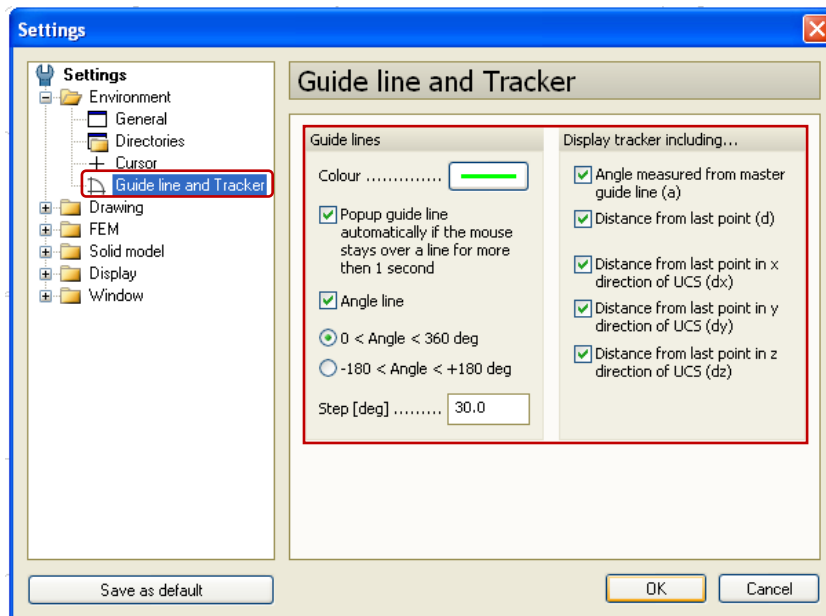 Settings
Settings
Environment
General
Directories
Cursor
Guide line and Tracker
Drawing
FEM
Solid model
Display
Window
Save as default
Guide line and Tracker
Guide lines
Colour ..............
Popup guide line
automatically if the mouse
stays over a line for more
then 1 second
Angle line
0 < Angle < 360 deg
-180 < Angle < +180 deg
Step [deg] ......... 30.0
Display tracker including...
Angle measured from master
guide line (a)
Distance from last point (d)
Distance from last point in x
direction of UCS (dx)
Distance from last point in y
direction of UCS (dy)
Distance from last point in z
direction of UCS (dz)
OK
Cancel